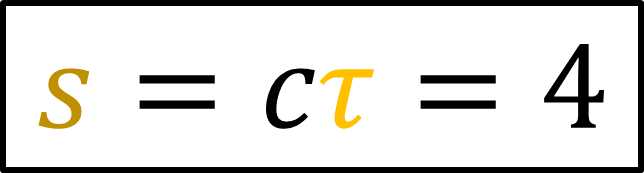 s = cτ = 4